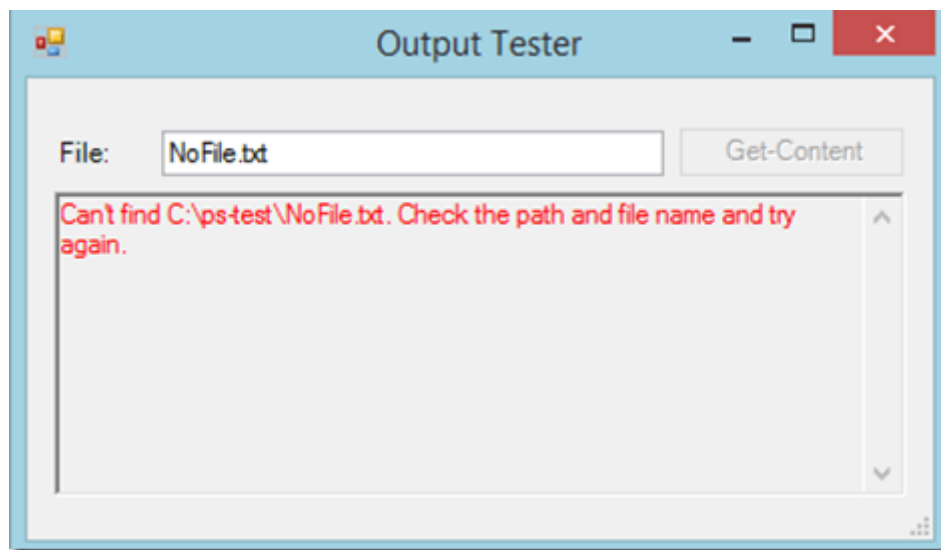 Output Tester
File: NoFile.txt Get-Content
Can't find C:\ps-test\NoFile.txt. Check the path and file name and try
again.